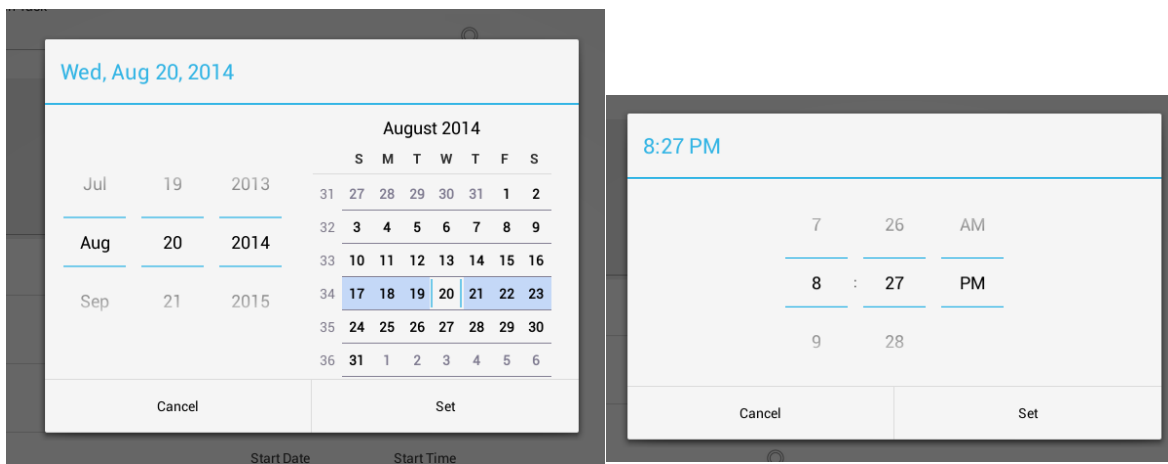 Wed, Aug 20, 2014
August 2014
S M T W T F S
Jul 19 2013
31 27 28 29 30 31 1 2
32 3 4 5 6 7 8 9
Aug 20 2014
33 10 11 12 13 14 15 16
34 17 18 19 20 21 22 23
Sep 21 2015
35 24 25 26 27 28 29 30
36 31 1 2 3 4 5 6
Cancel Set
Start Date Start Time
8:27 PM
7 26 AM
8 : 27 PM
9 28
Cancel Set